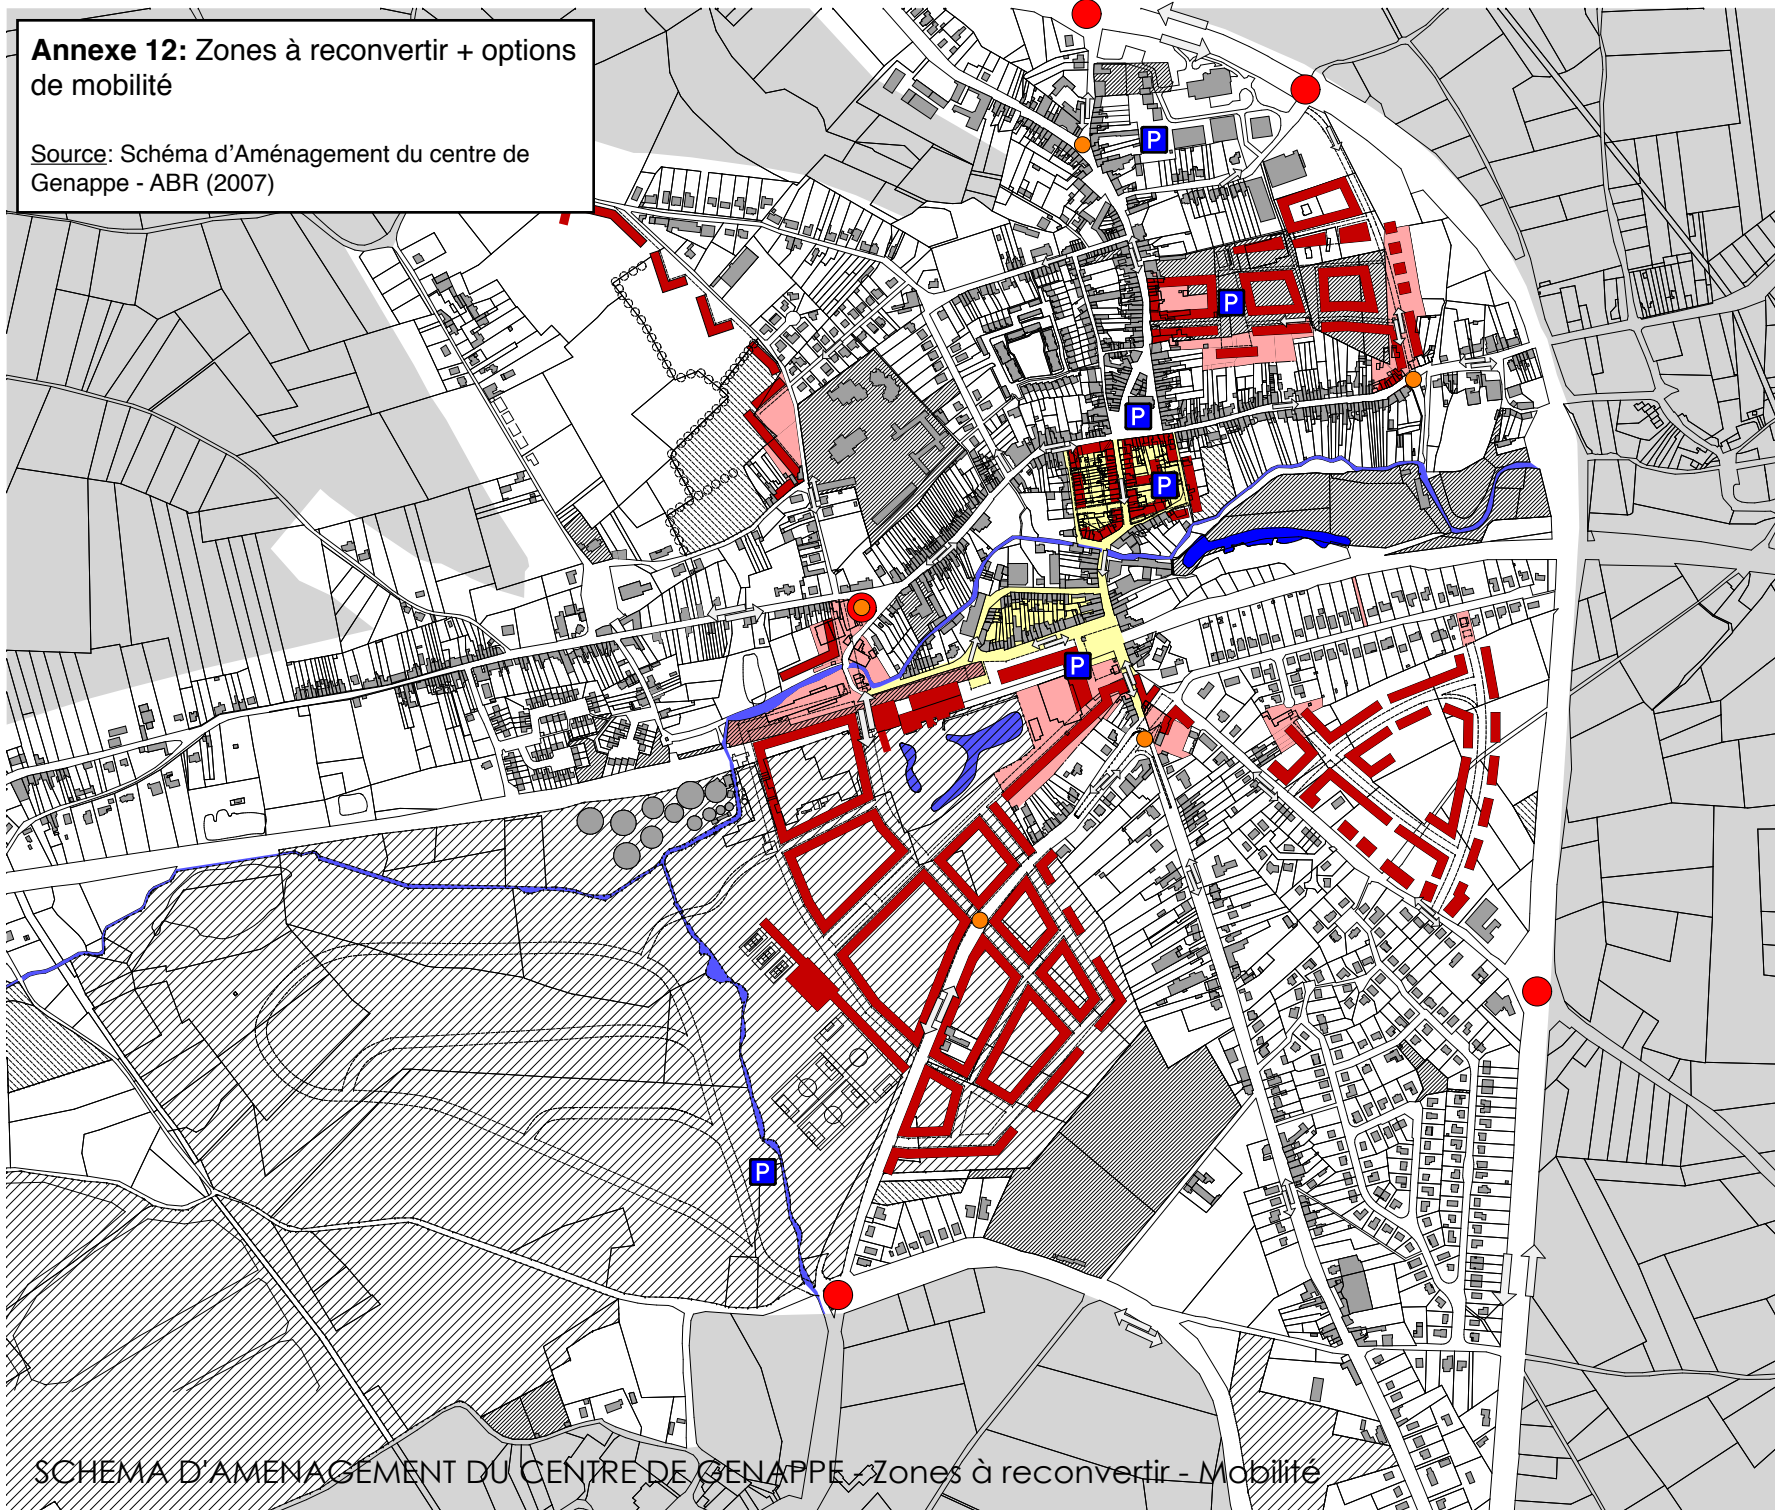 Annexe 12: Zones à reconvertir + options
de mobilité
Source: Schéma d'Aménagement du centre de
Genappe - ABR (2007)
P
P
P
P
P
P
SCHEMA D'AMENAGEMENT DU CENTRE DE GENAPPE - Zones à reconvertir - Mobilité